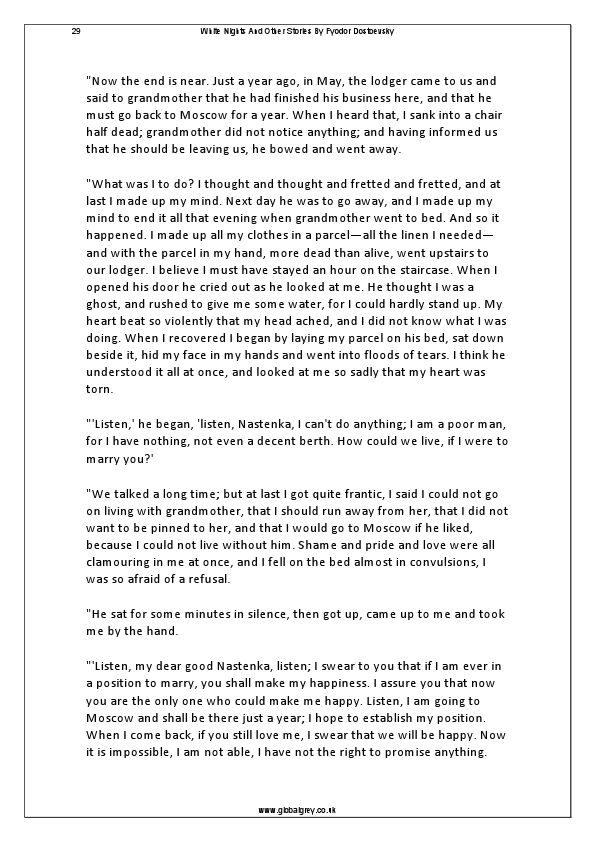 29 White Nights And Other Stories By Fyodor Dostoevsky
"Now the end is near. Just a year ago, in May, the lodger came to us and
said to grandmother that he had finished his business here, and that he
must go back to Moscow for a year. When I heard that, I sank into a chair
half dead; grandmother did not notice anything; and having informed us
that he should be leaving us, he bowed and went away.
"What was I to do? I thought and thought and fretted and fretted, and at
last I made up my mind. Next day he was to go away, and I made up my
mind to end it all that evening when grandmother went to bed. And so it
happened. I made up all my clothes in a parcel—all the linen I needed—
and with the parcel in my hand, more dead than alive, went upstairs to
our lodger. I believe I must have stayed an hour on the staircase. When I
opened his door he cried out as he looked at me. He thought I was a
ghost, and rushed to give me some water, for I could hardly stand up. My
heart beat so violently that my head ached, and I did not know what I was
doing. When I recovered I began by laying my parcel on his bed, sat down
beside it, hid my face in my hands and went into floods of tears. I think he
understood it all at once, and looked at me so sadly that my heart was
torn.
"'Listen,' he began, 'listen, Nastenka, I can't do anything; I am a poor man,
for I have nothing, not even a decent berth. How could we live, if I were to
marry you?'
"We talked a long time; but at last I got quite frantic, I said I could not go
on living with grandmother, that I should run away from her, that I did not
want to be pinned to her, and that I would go to Moscow if he liked,
because I could not live without him. Shame and pride and love were all
clamouring in me at once, and I fell on the bed almost in convulsions, I
was so afraid of a refusal.
"He sat for some minutes in silence, then got up, came up to me and took
me by the hand.
"'Listen, my dear good Nastenka, listen; I swear to you that if I am ever in
a position to marry, you shall make my happiness. I assure you that now
you are the only one who could make me happy. Listen, I am going to
Moscow and shall be there just a year; I hope to establish my position.
When I come back, if you still love me, I swear that we will be happy. Now
it is impossible, I am not able, I have not the right to promise anything.
www.globalgrey.co.uk